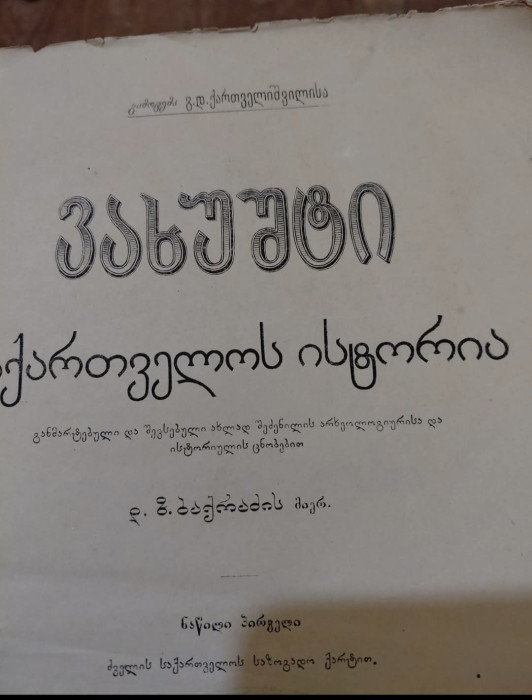 გამოცემა გ.დ.ქართველიშვილისა
ვახუშტი
ქართველოს ისტორია
განმარტებული და შევსებული ახლად შეძენილის არხეოლოგიურისა და
ისტორიულის ცნობებით
დ. ზ. ბაქრაძის მიერ.
ნაწილი პირველი
ძველის საქართველოს საზოგადო ქარტით.